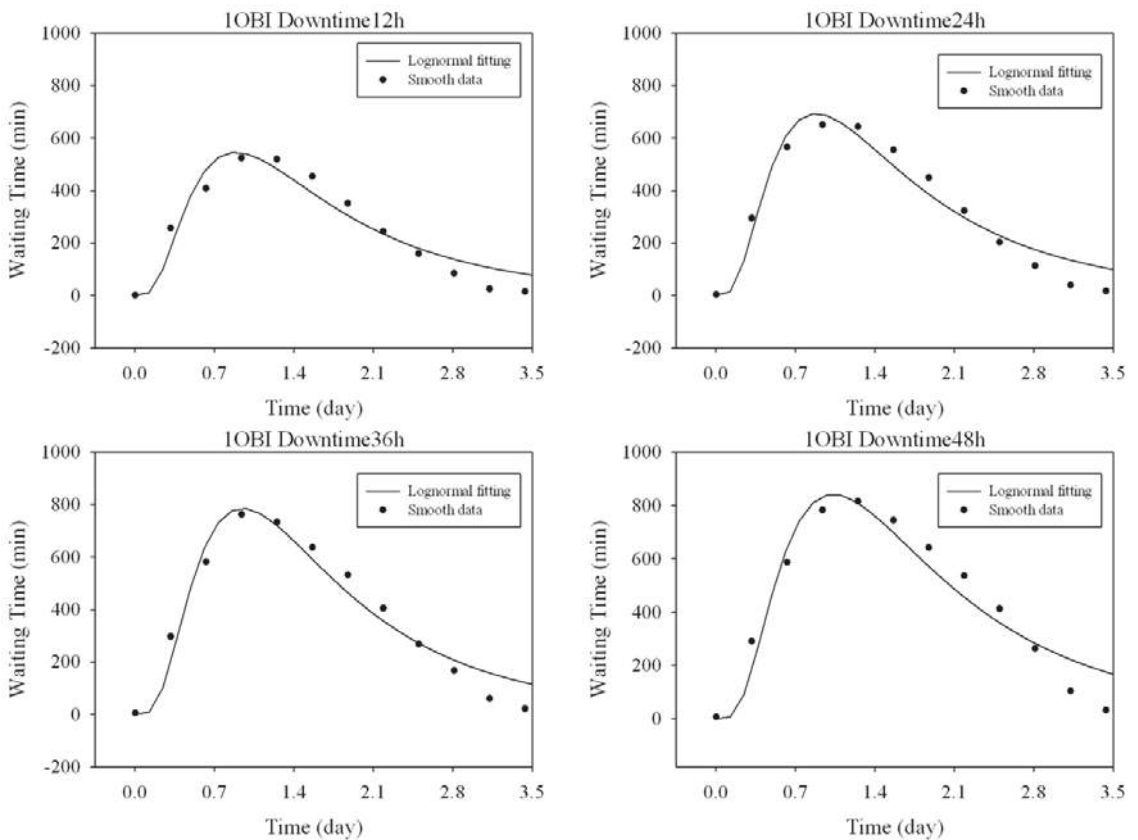 1OBI Downtime12h
1000
800
600
400
200
0
-200
Waiting Time (min)
Lognormal fitting
Smooth data
0.0 0.7 1.4 2.1 2.8 3.5
Time (day)
1OBI Downtime24h
1000
800
600
400
200
0
-200
Waiting Time (min)
Lognormal fitting
Smooth data
0.0 0.7 1.4 2.1 2.8 3.5
Time (day)
1OBI Downtime36h
1000
800
600
400
200
0
-200
Waiting Time (min)
Lognormal fitting
Smooth data
0.0 0.7 1.4 2.1 2.8 3.5
Time (day)
1OBI Downtime48h
1000
800
600
400
200
0
Waiting Time (min)
Lognormal fitting
Smooth data
0.0 0.7 1.4 2.1 2.8 3.5
Time (day)